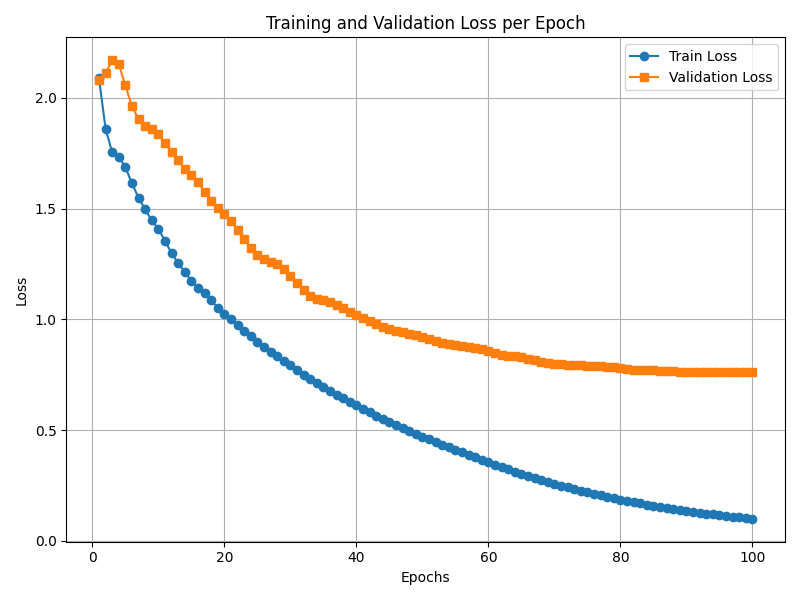 Training and Validation Loss per Epoch
Train Loss
Validation Loss
2.0
1.5
1.0
0.5
0.0
Loss
0 20 40 60 80 100
Epochs